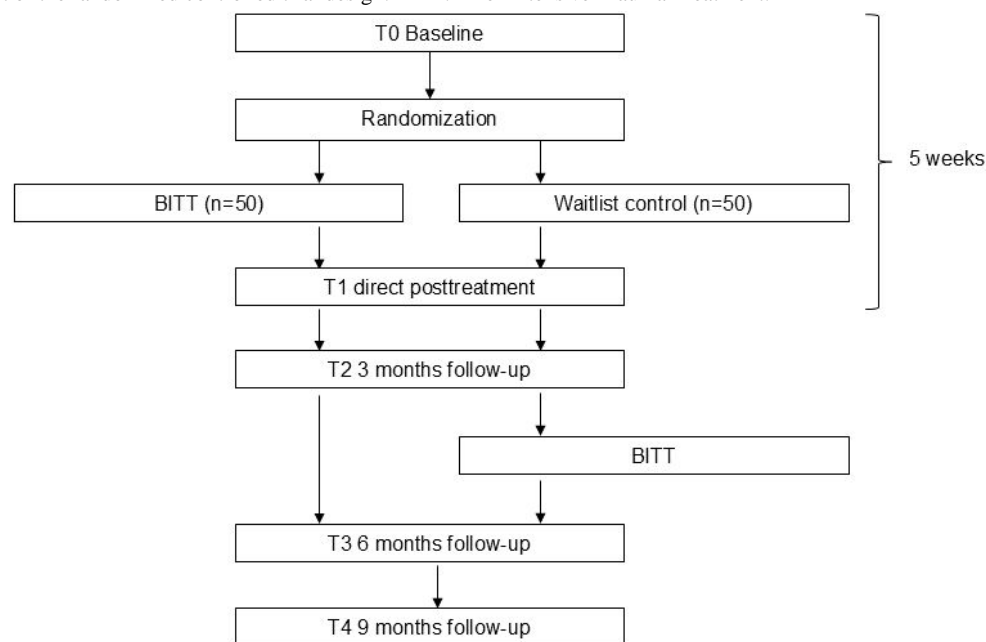 T0 Baseline
Randomization
5 weeks
BITT (n=50)
Waitlist control (n=50)
T1 direct posttreatment
T2 3 months follow-up
BITT
T3 6 months follow-up
T4 9 months follow-up